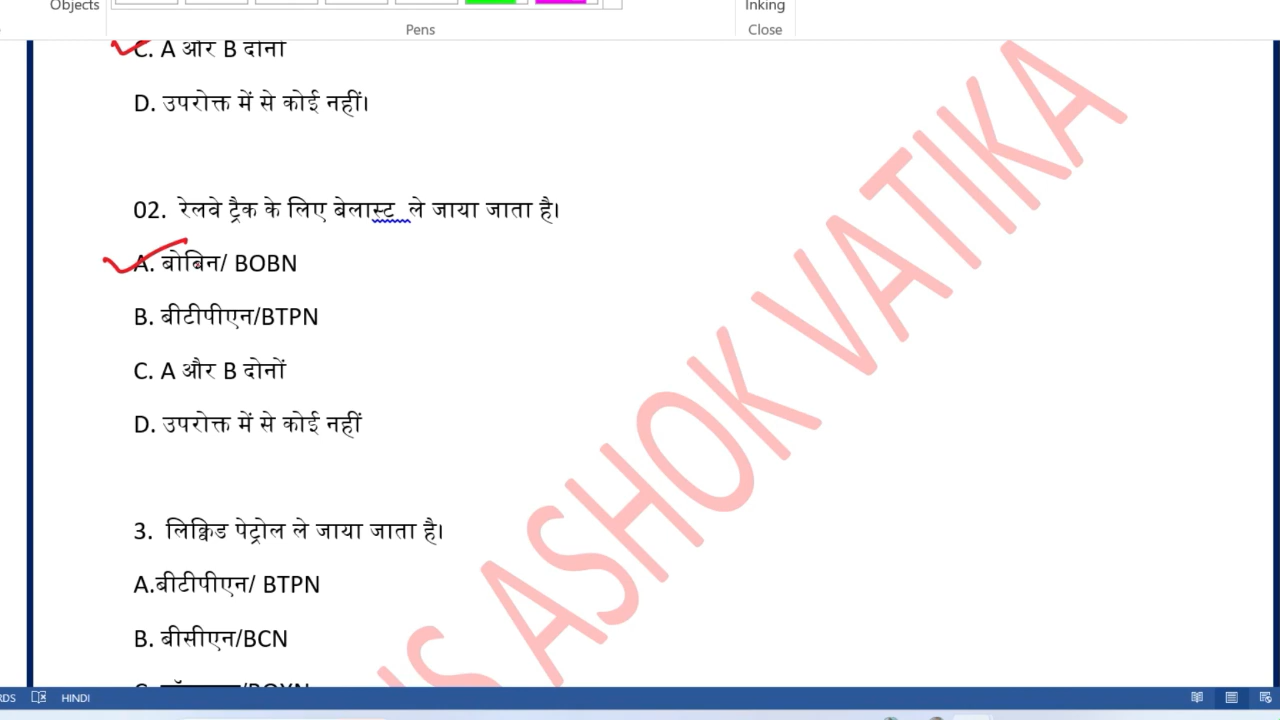 Objects
Pens
Inking
Close
C. A और B दोनों
D. उपरोक्त में से कोई नहीं।
02. रेलवे ट्रैक के लिए बेलास्ट ले जाया जाता है।
A. बोबिन/ BOBN
B. बीटीपीएन/BTPN
C. A और B दोनों
D. उपरोक्त में से कोई नहीं
3. लिक्विड पेट्रोल ले जाया जाता है।
A.बीटीपीएन/ BTPN
B. बीसीएन/BCN
ASHOK VATIKA
HINDI